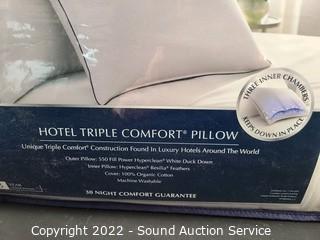 THREE INNER CHAMBERS
KEEPS DOWN IN PLACE
HOTEL TRIPLE COMFORT® PILLOW
Unique Triple Comfort® Construction Found In Luxury Hotels Around The World
Outer Pillow: 550 Fill Power Hyperclean® White Duck Down
Inner Pillow: Hyperclean® Resilia® Feathers
Cover: 100% Organic Cotton
Machine Washable
30 NIGHT COMFORT GUARANTEE
Copyright 2022 - Sound Auction Service